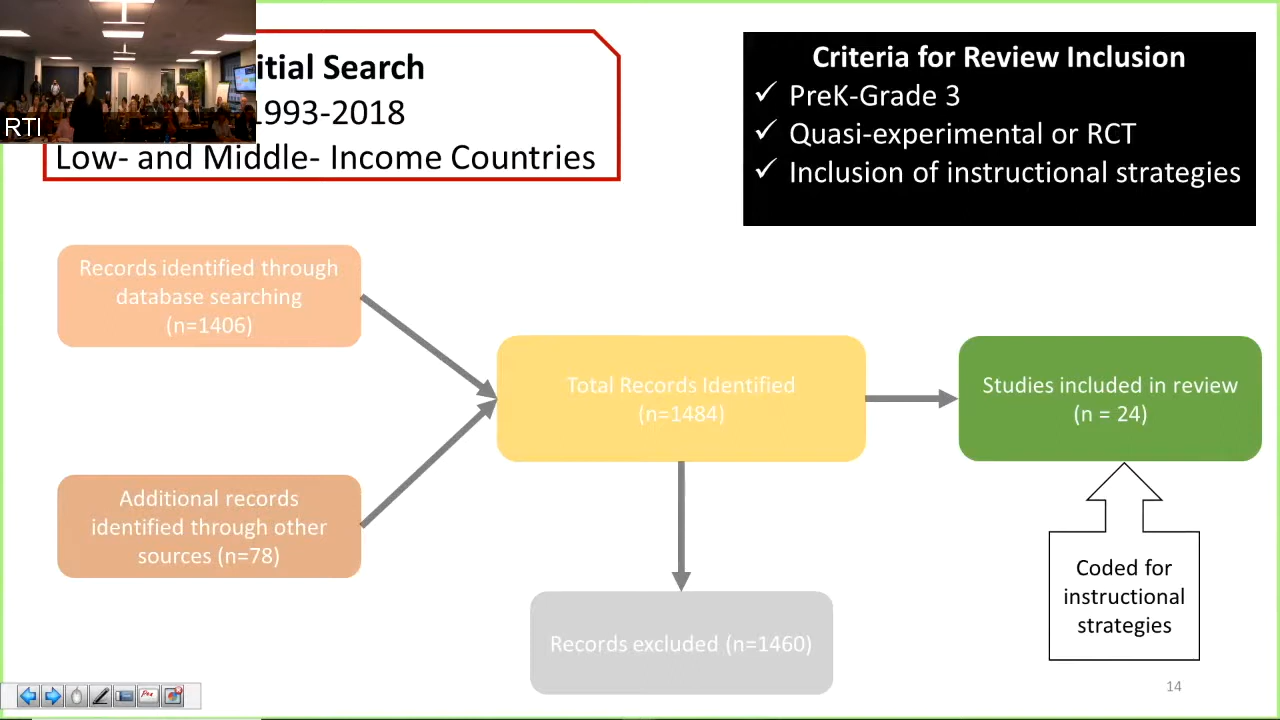 RTI
itial Search
1993-2018
Low- and Middle- Income Countries
Criteria for Review Inclusion
✓ PreK-Grade 3
✓ Quasi-experimental or RCT
✓ Inclusion of instructional strategies
Records identified through
database searching
(n=1406)
Additional records
identified through other
sources (n=78)
Total Records Identified
(n=1484)
Records excluded (n=1460)
Studies included in review
(n = 24)
Coded for
instructional
strategies
14